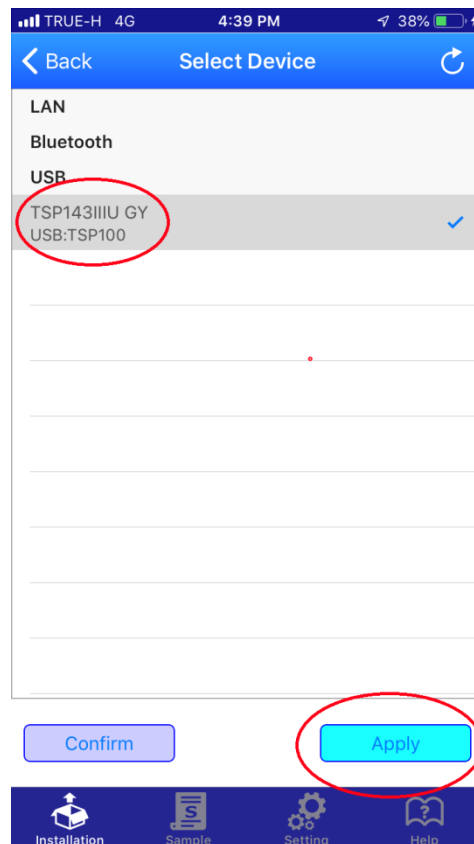 TRUE-H 4G 4:39 PM 38%
Back Select Device
LAN
Bluetooth
USB
TSP143IIIU GY
USB:TSP100
Confirm Apply
Installation Sample Setting Help